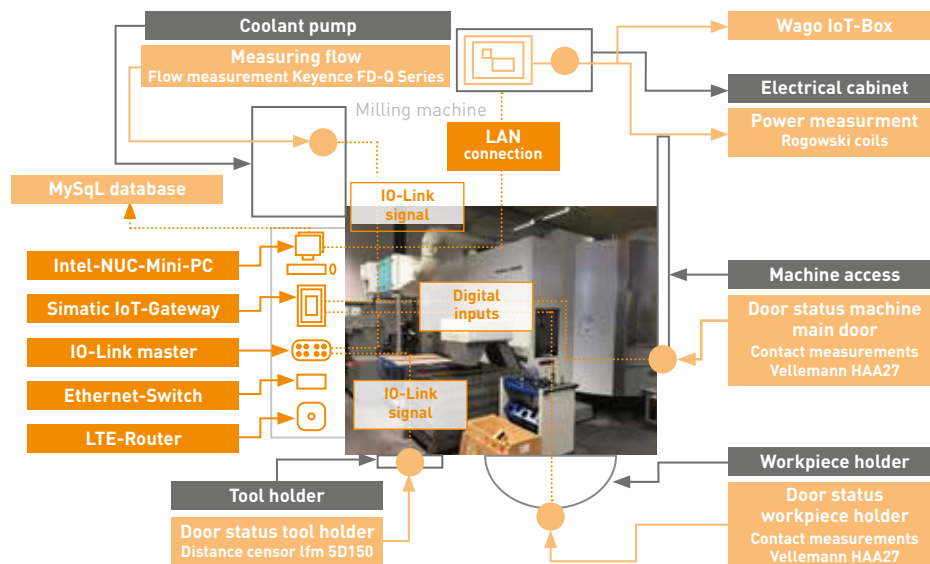 Coolant pump
Measuring flow
Flow measurement Keyence FD-Q Series
Wago IoT-Box
Electrical cabinet
Power measurment
Rogowski coils
Milling machine
LAN
connection
MySqL database
IO-Link
signal
Intel-NUC-Mini-PC
Simatic IoT-Gateway
IO-Link master
Ethernet-Switch
LTE-Router
Digital
inputs
IO-Link
signal
Machine access
Door status machine
main door
Contact measurements
Vellemann HAA27
Tool holder
Door status tool holder
Distance censor lfm 5D150
Workpiece holder
Door status
workpiece holder
Contact measurements
Vellemann HAA27